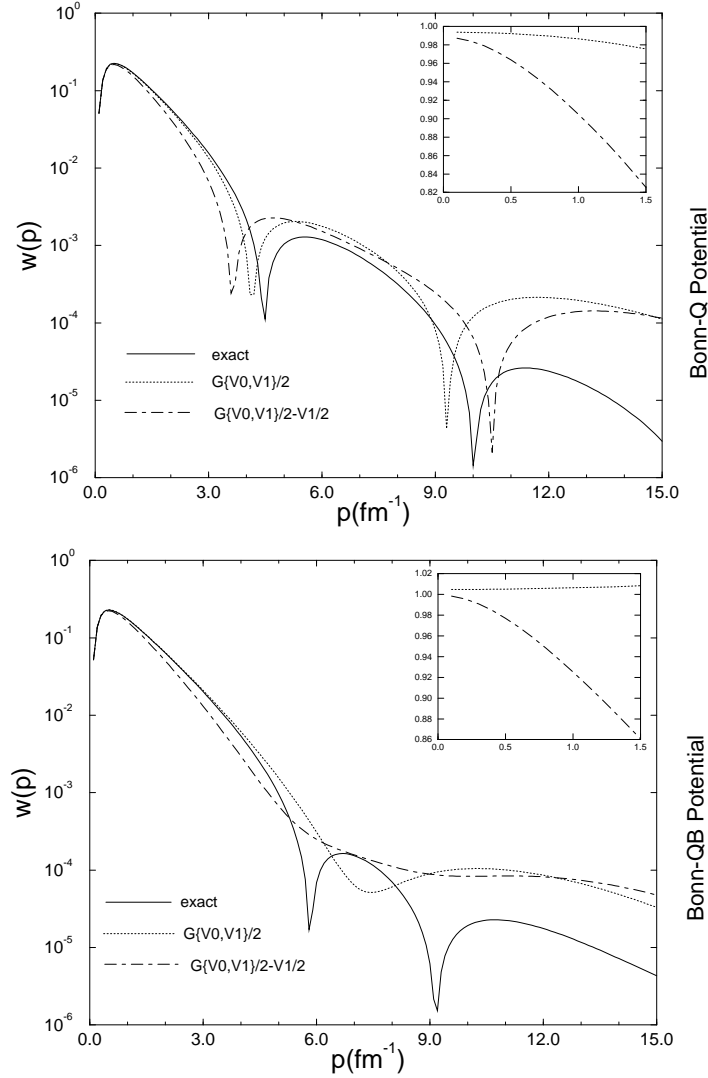 10⁰
10⁻¹
10⁻²
10⁻³
10⁻⁴
10⁻⁵
10⁻⁶
w(p)
0.0 3.0 6.0 9.0 12.0 15.0
p(fm⁻¹)
exact
G{V0,V1}/2
G{V0,V1}/2-V1/2
1.00
0.98
0.96
0.94
0.92
0.90
0.88
0.86
0.84
0.82
0.0 0.5 1.0 1.5
Bonn-Q Potential
10⁰
10⁻¹
10⁻²
10⁻³
10⁻⁴
10⁻⁵
10⁻⁶
w(p)
0.0 3.0 6.0 9.0 12.0 15.0
p(fm⁻¹)
exact
G{V0,V1}/2
G{V0,V1}/2-V1/2
1.02
1.00
0.98
0.96
0.94
0.92
0.90
0.88
0.86
0.0 0.5 1.0 1.5
Bonn-QB Potential